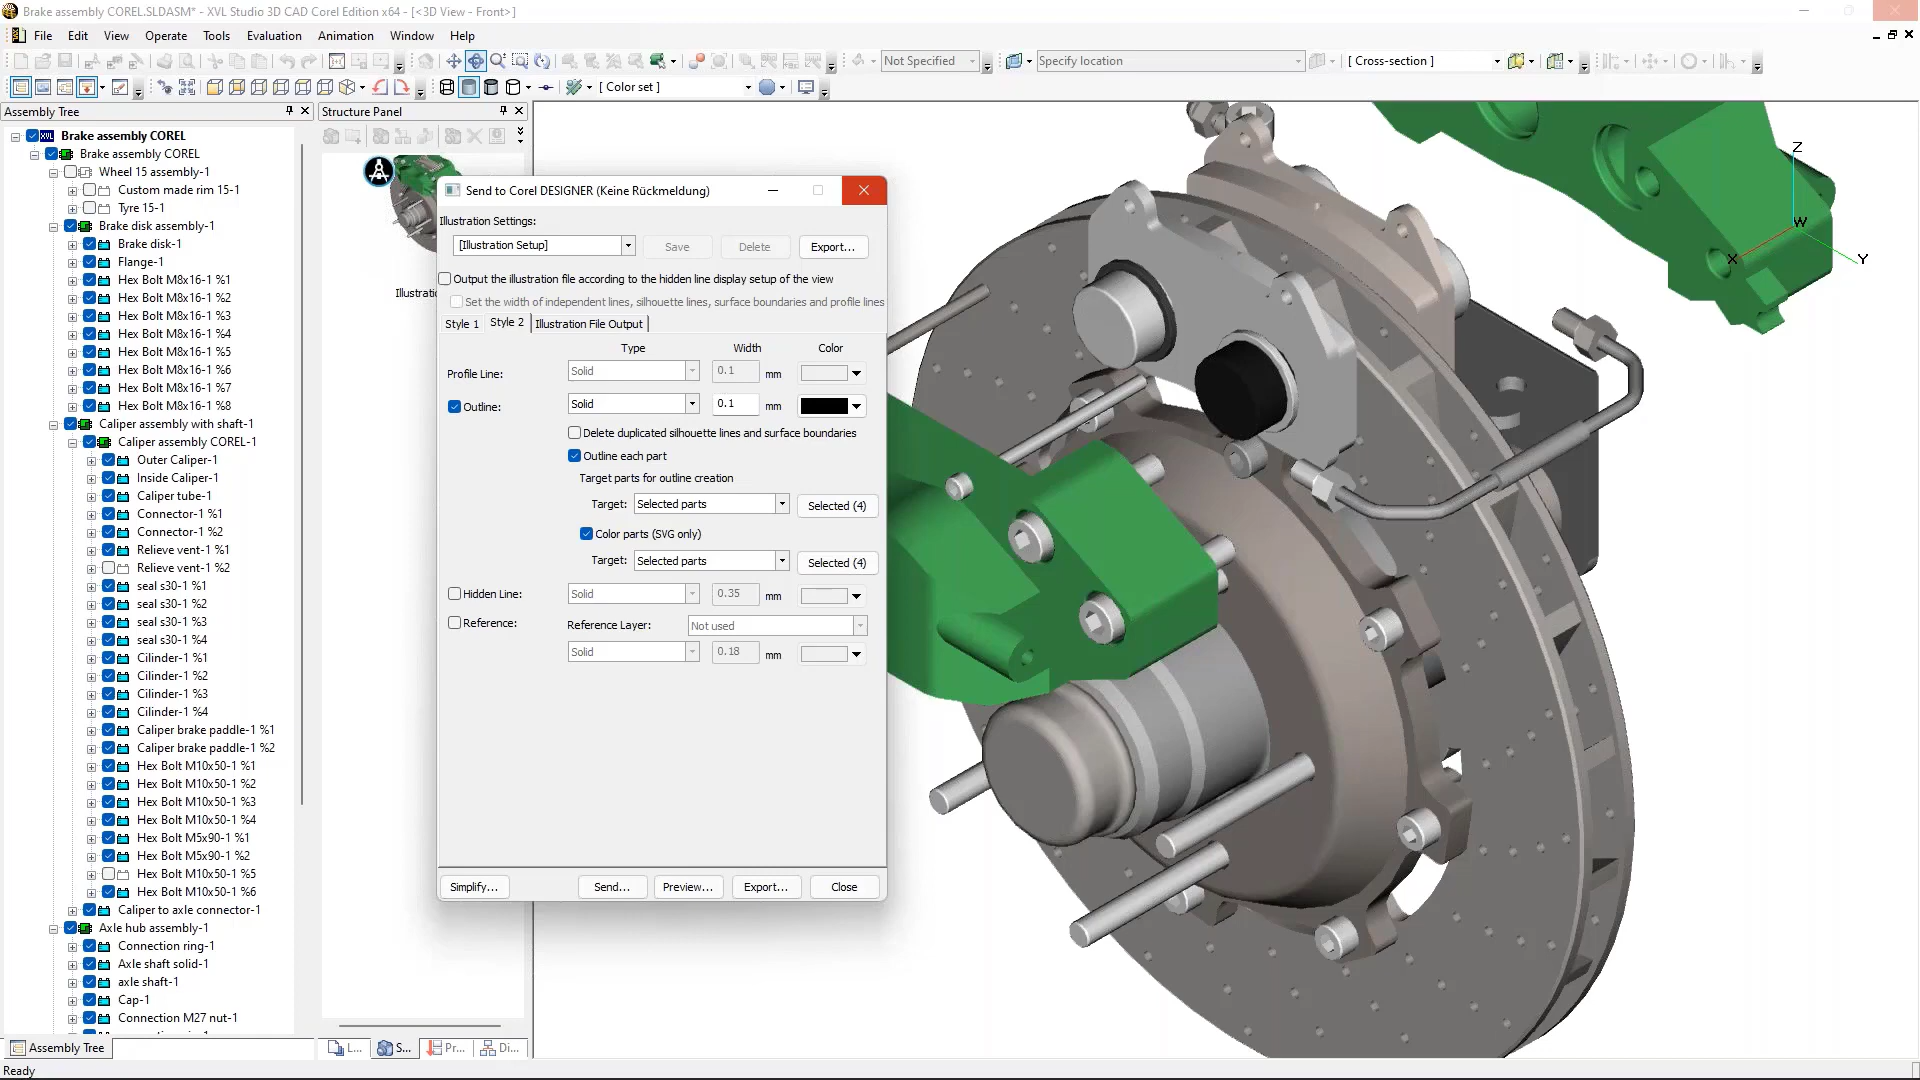 Brake assembly COREL.SLDASM* - XVL Studio 3D CAD Corel Edition x64 - [<3D View - Front>]
File Edit View Operate Tools Evaluation Animation Window Help
Not Specified
Specify location
[ Cross-section ]
[ Color set ]
Assembly Tree
Structure Panel
Brake assembly COREL
Brake assembly COREL
Wheel 15 assembly-1
Custom made rim 15-1
Tyre 15-1
Brake disk assembly-1
Brake disk-1
Flange-1
Hex Bolt M8x16-1 %1
Hex Bolt M8x16-1 %2
Hex Bolt M8x16-1 %3
Hex Bolt M8x16-1 %4
Hex Bolt M8x16-1 %5
Hex Bolt M8x16-1 %6
Hex Bolt M8x16-1 %7
Hex Bolt M8x16-1 %8
Caliper assembly with shaft-1
Caliper assembly COREL-1
Outer Caliper-1
Inside Caliper-1
Caliper tube-1
Connector-1 %1
Connector-1 %2
Relieve vent-1 %1
Relieve vent-1 %2
seal s30-1 %1
seal s30-1 %2
seal s30-1 %3
seal s30-1 %4
Cilinder-1 %1
Cilinder-1 %2
Cilinder-1 %3
Cilinder-1 %4
Caliper brake paddle-1 %1
Caliper brake paddle-1 %2
Hex Bolt M10x50-1 %1
Hex Bolt M10x50-1 %2
Hex Bolt M10x50-1 %3
Hex Bolt M10x50-1 %4
Hex Bolt M5x90-1 %1
Hex Bolt M5x90-1 %2
Hex Bolt M10x50-1 %5
Hex Bolt M10x50-1 %6
Caliper to axle connector-1
Axle hub assembly-1
Connection ring-1
Axle shaft solid-1
axle shaft-1
Cap-1
Connection M27 nut-1
Assembly Tree
L... S... Pr... Di...
Ready
Illustratio
Send to Corel DESIGNER (Keine Rückmeldung)
Illustration Settings:
[Illustration Setup] Save Delete Export...
Output the illustration file according to the hidden line display setup of the view
Set the width of independent lines, silhouette lines, surface boundaries and profile lines
Style 1 Style 2 Illustration File Output
Type Width Color
Profile Line: Solid 0.1 mm
Outline: Solid 0.1 mm
Delete duplicated silhouette lines and surface boundaries
Outline each part
Target parts for outline creation
Target: Selected parts Selected (4)
Color parts (SVG only)
Target: Selected parts Selected (4)
Hidden Line: Solid 0.35 mm
Reference: Reference Layer: Not used
Solid 0.18 mm
Simplify... Send... Preview... Export... Close
Z
W
X
Y